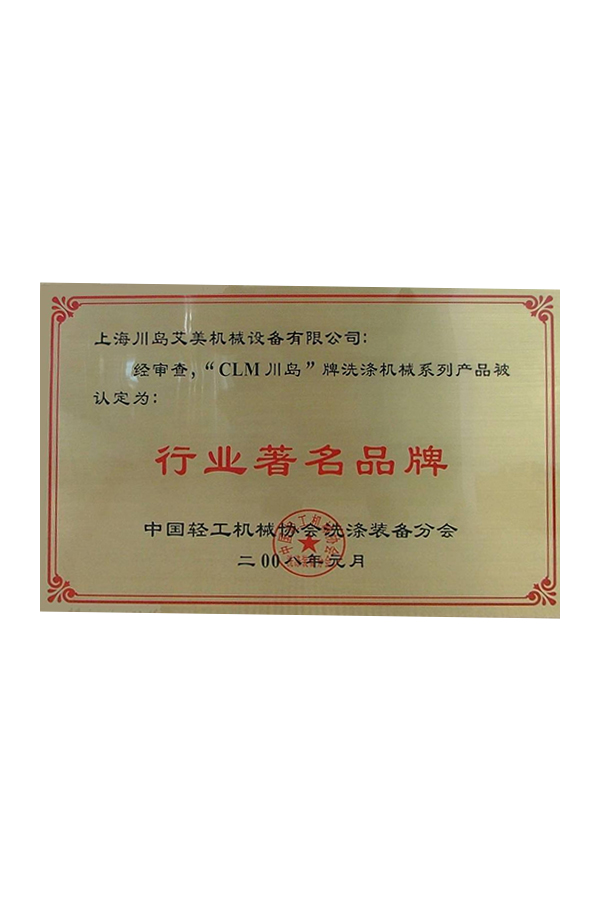 上海川岛艾美机械设备有限公司:
经审查,“CLM川岛”牌洗涤机械系列产品被
认定为:
行业著名品牌
中国轻工机械协会洗涤装备分会
二00八年元月